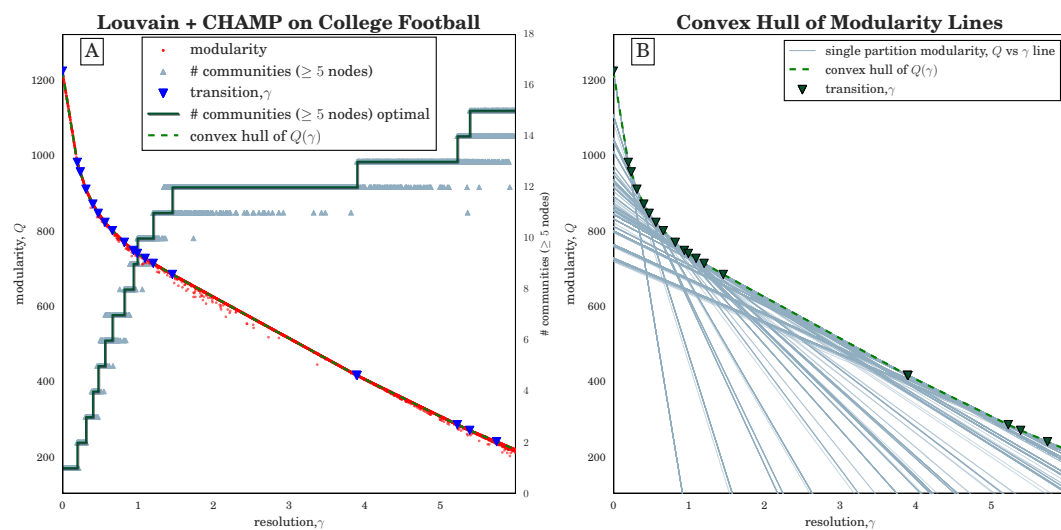 Louvain + CHAMP on College Football
A
modularity
# communities (≥ 5 nodes)
transition,γ
# communities (≥ 5 nodes) optimal
convex hull of Q(γ)
modularity, Q
1200
1000
800
600
400
200
0 1 2 3 4 5
resolution,γ
18
16
14
12
10
8
6
4
2
0
# communities (≥ 5 nodes)
Convex Hull of Modularity Lines
B
single partition modularity, Q vs γ line
convex hull of Q(γ)
transition,γ
modularity, Q
1200
1000
800
600
400
200
0 1 2 3 4 5
resolution,γ